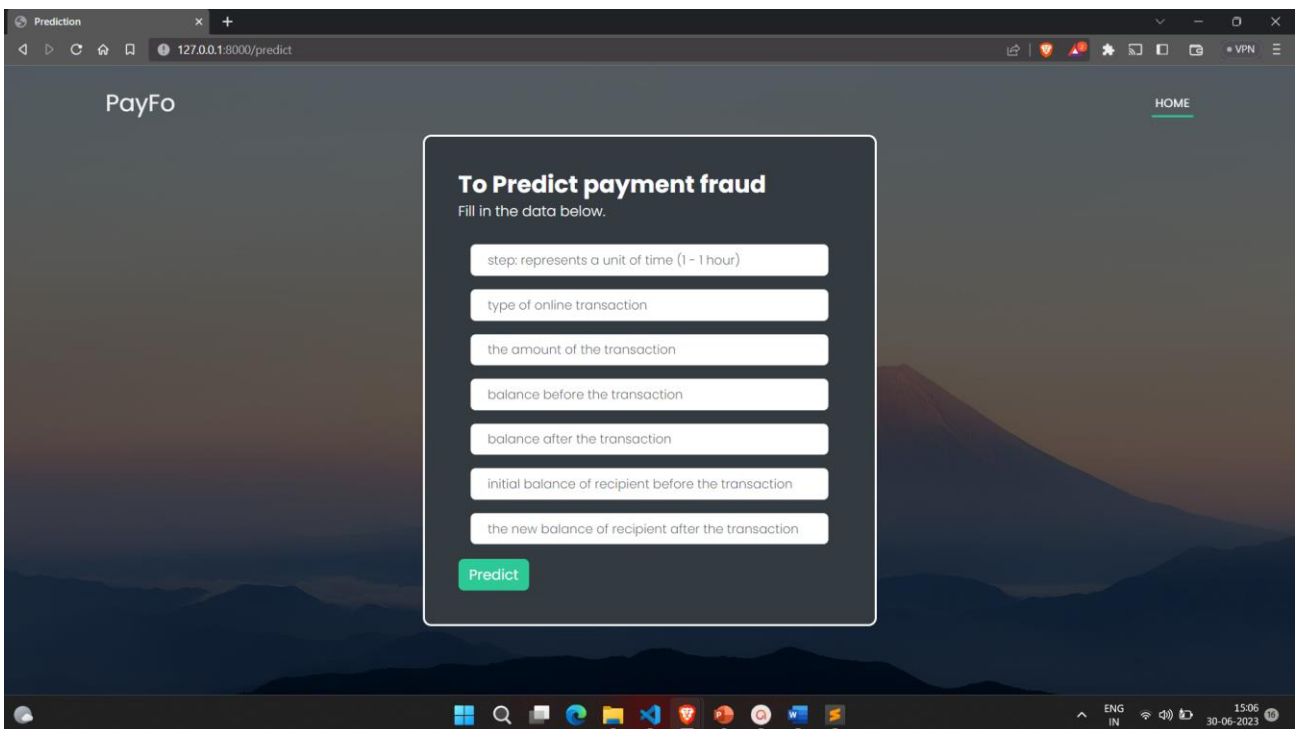 Prediction
127.0.0.1:8000/predict
VPN
PayFo
HOME
To Predict payment fraud
Fill in the data below.
step: represents a unit of time (1 - 1 hour)
type of online transaction
the amount of the transaction
balance before the transaction
balance after the transaction
initial balance of recipient before the transaction
the new balance of recipient after the transaction
Predict
ENG
IN
15:06
30-06-2023
16